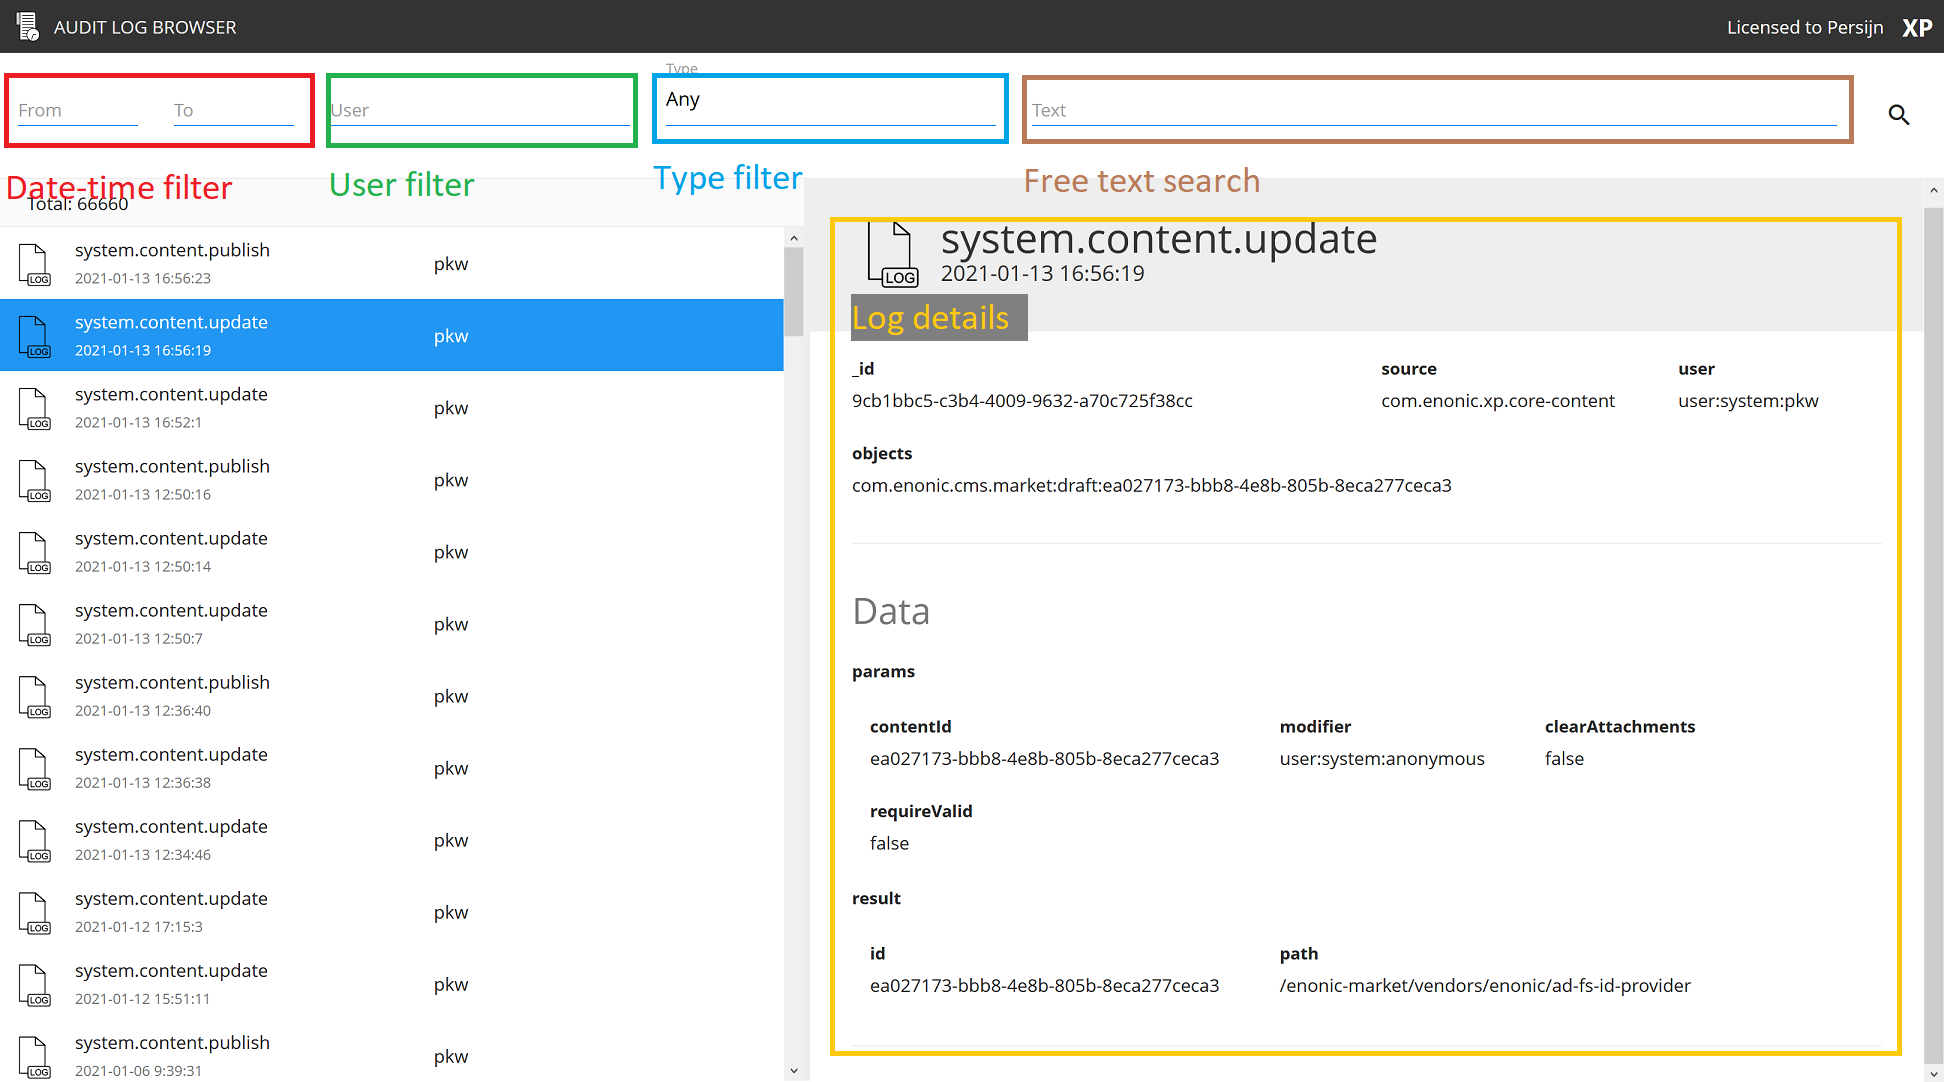 AUDIT LOG BROWSER
Licensed to Persijn XP
Type
From To User Any Text
Date-time filter User filter Type filter Free text search
Total: 66660
system.content.publish
2021-01-13 16:56:23
pkw
LOG
system.content.update
2021-01-13 16:56:19
pkw
LOG
system.content.update
2021-01-13 16:52:1
pkw
LOG
system.content.publish
2021-01-13 12:50:16
pkw
LOG
system.content.update
2021-01-13 12:50:14
pkw
LOG
system.content.update
2021-01-13 12:50:7
pkw
LOG
system.content.publish
2021-01-13 12:36:40
pkw
LOG
system.content.update
2021-01-13 12:36:38
pkw
LOG
system.content.update
2021-01-13 12:34:46
pkw
LOG
system.content.update
2021-01-12 17:15:3
pkw
LOG
system.content.update
2021-01-12 15:51:11
pkw
LOG
system.content.publish
2021-01-06 9:39:31
pkw
LOG
system.content.update
2021-01-13 16:56:19
LOG
Log details
_id source user
9cb1bbc5-c3b4-4009-9632-a70c725f38cc com.enonic.xp.core-content user:system:pkw
objects
com.enonic.cms.market:draft:ea027173-bbb8-4e8b-805b-8eca277ceca3
Data
params
contentId modifier clearAttachments
ea027173-bbb8-4e8b-805b-8eca277ceca3 user:system:anonymous false
requireValid
false
result
id path
ea027173-bbb8-4e8b-805b-8eca277ceca3 /enonic-market/vendors/enonic/ad-fs-id-provider